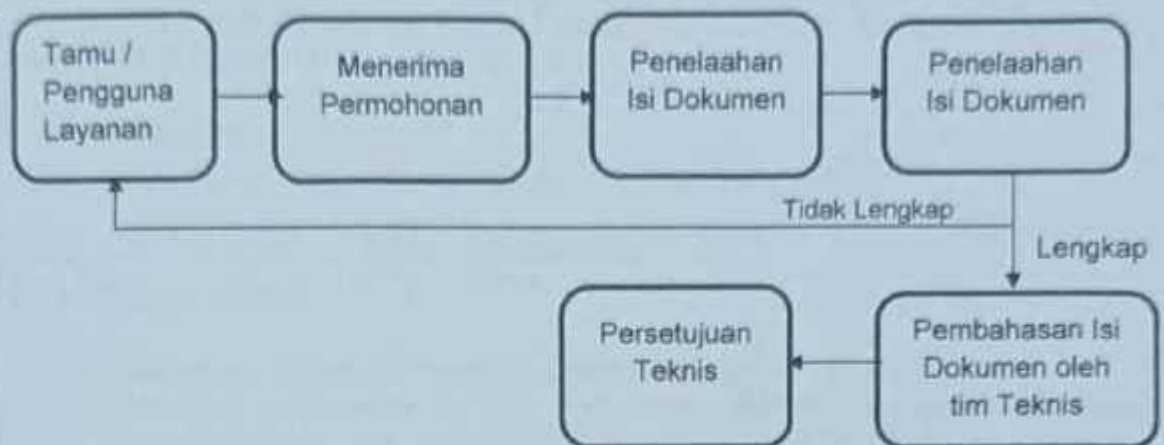 Tamu /
Pengguna
Layanan
Menerima
Permohonan
Penelaahan
Isi Dokumen
Penelaahan
Isi Dokumen
Tidak Lengkap
Lengkap
Persetujuan
Teknis
Pembahasan Isi
Dokumen oleh
tim Teknis